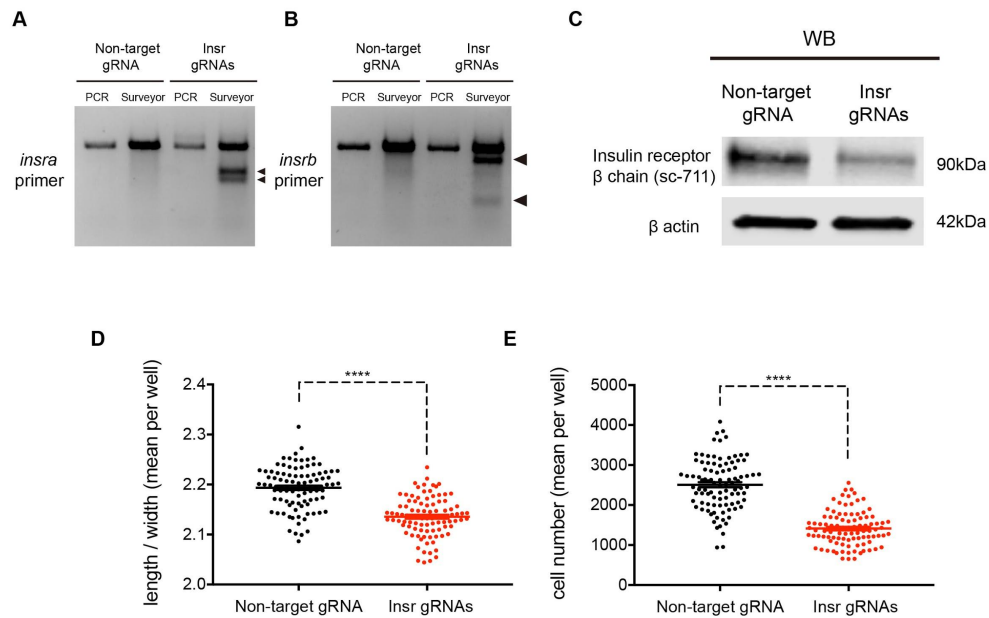 A
Non-target
gRNA
Insr
gRNAs
PCR
Surveyor
PCR
Surveyor
insra
primer
B
Non-target
gRNA
Insr
gRNAs
PCR
Surveyor
PCR
Surveyor
insrb
primer
C
WB
Non-target
gRNA
Insr
gRNAs
Insulin receptor
β chain (sc-711)
90kDa
β actin
42kDa
D
length / width (mean per well)
2.4
2.3
2.2
2.1
2.0
****
Non-target gRNA
Insr gRNAs
E
cell number (mean per well)
5000
4000
3000
2000
1000
0
****
Non-target gRNA
Insr gRNAs